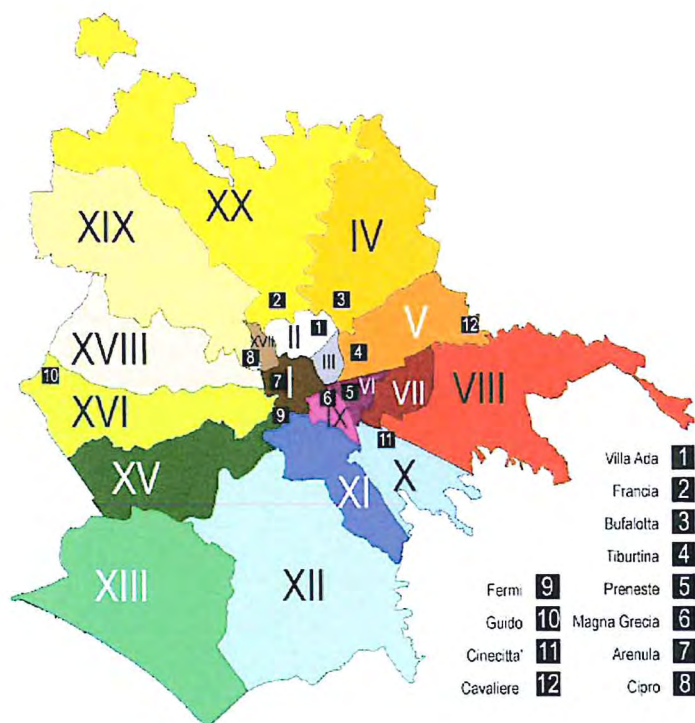 XX
XIX
IV
2
3
1
II
V
12
XVII
XVIII
8
III
4
10
7
I
VI
VII
VIII
5
6
XVI
IX
9
11
XV
X
XI
XIII
XII
Villa Ada 1
Francia 2
Bufalotta 3
Tiburtina 4
Fermi 9 Preneste 5
Guido 10 Magna Grecia 6
Cinecitta' 11 Arenula 7
Cavaliere 12 Cipro 8